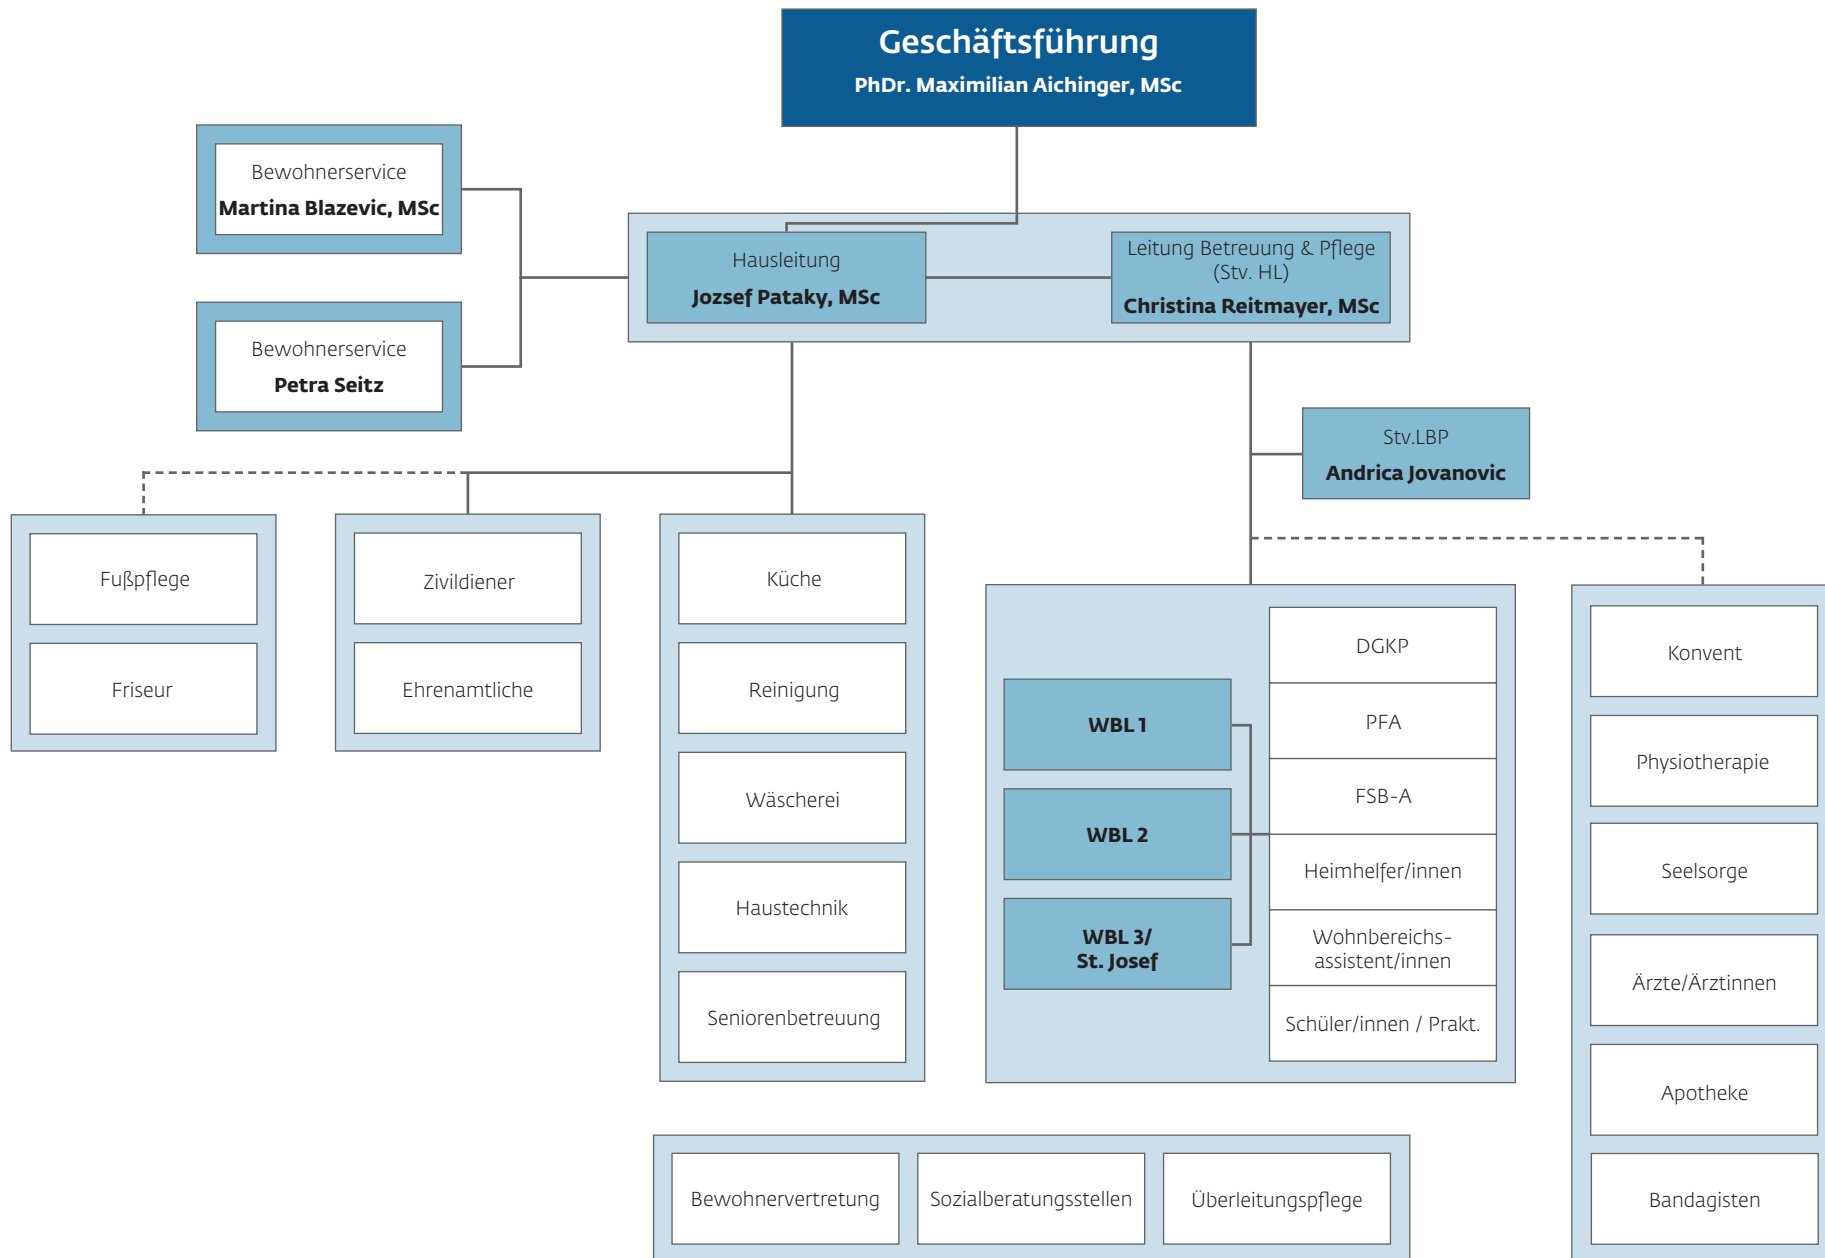 Geschäftsführung
PhDr. Maximilian Aichinger, MSc
Bewohnerservice
Martina Blazevic, MSc
Hausleitung
Jozsef Pataky, MSc
Leitung Betreuung & Pflege
(Stv. HL)
Christina Reitmayer, MSc
Bewohnerservice
Petra Seitz
Stv.LBP
Andrica Jovanovic
Fußpflege
Friseur
Zivildiener
Ehrenamtliche
Küche
Reinigung
Wäscherei
Haustechnik
Seniorenbetreuung
WBL 1
WBL 2
WBL 3/
St. Josef
DGKP
PFA
FSB-A
Heimhelfer/innen
Wohnbereichs-
assistent/innen
Schüler/innen / Prakt.
Konvent
Physiotherapie
Seelsorge
Ärzte/Ärztinnen
Apotheke
Bandagisten
Bewohnervertretung
Sozialberatungsstellen
Überleitungspflege